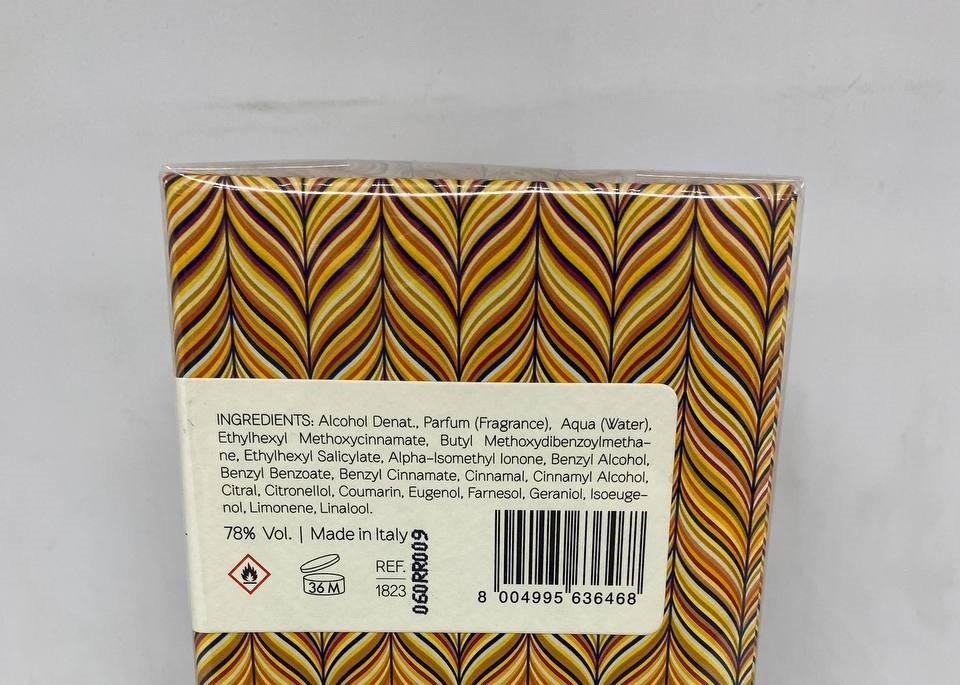 INGREDIENTS: Alcohol Denat., Parfum (Fragrance), Aqua (Water),
Ethylhexyl Methoxycinnamate, Butyl Methoxydibenzoylmetha-
ne, Ethylhexyl Salicylate, Alpha-Isomethyl Ionone, Benzyl Alcohol,
Benzyl Benzoate, Benzyl Cinnamate, Cinnamal, Cinnamyl Alcohol,
Citral, Citronellol, Coumarin, Eugenol, Farnesol, Geraniol, Isoeuge-
nol, Limonene, Linalool.
78% Vol. | Made in Italy
36 M
REF.
1823
060RR009
8 004995 636468